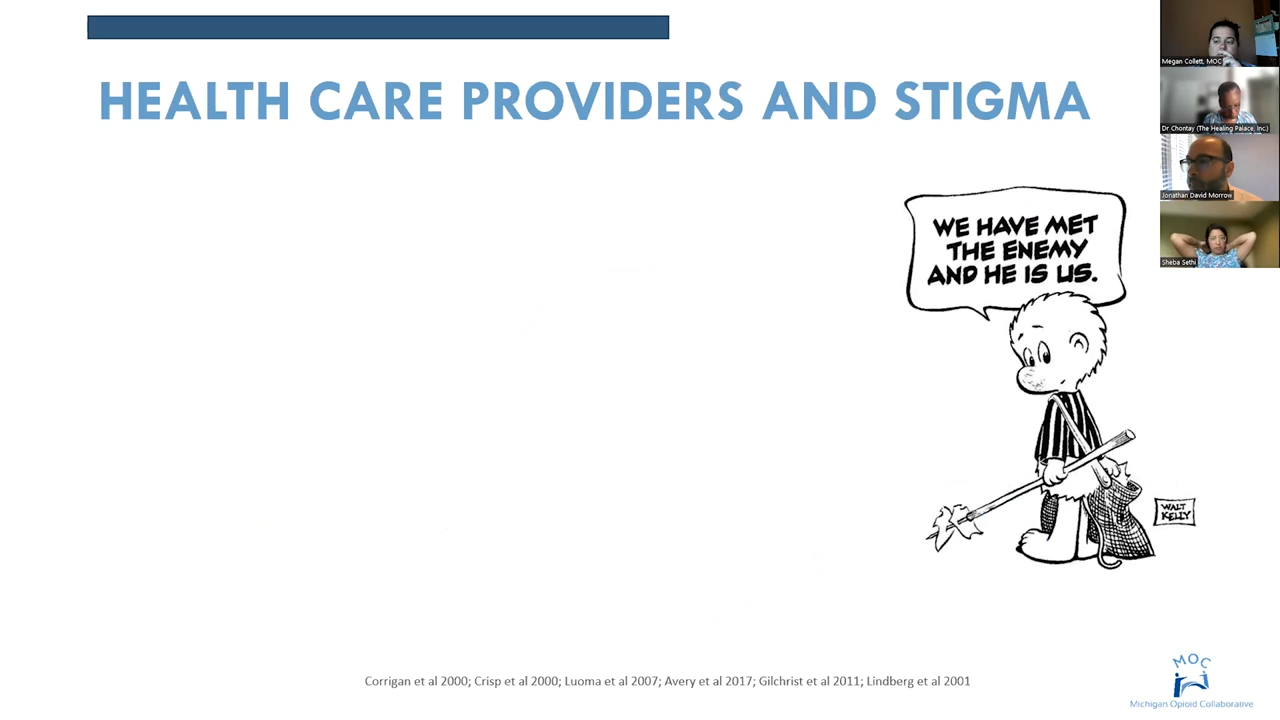 HEALTH CARE PROVIDERS AND STIGMA
WE HAVE MET
THE ENEMY
AND HE IS US.
WALT
KELLY
Corrigan et al 2000; Crisp et al 2000; Luoma et al 2007; Avery et al 2017; Gilchrist et al 2011; Lindberg et al 2001
MOC
Michigan Opioid Collaborative
Megan Collett, MOC
Dr Chontay (The Healing Palace, Inc.)
Jonathan David Morrow
Sheba Sethi